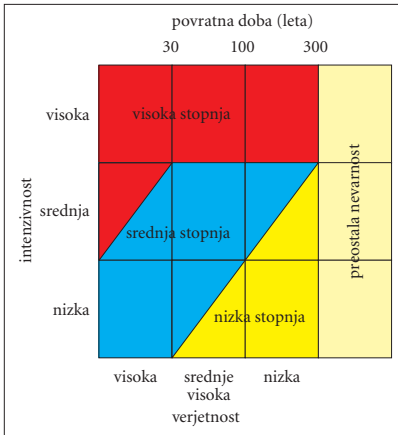 povratna doba (leta)
30 100 300
visoka
visoka stopnja
intenzivnost
srednja
srednja stopnja
preostala nevarnost
nizka
nizka stopnja
visoka srednje nizka
visoka
verjetnost